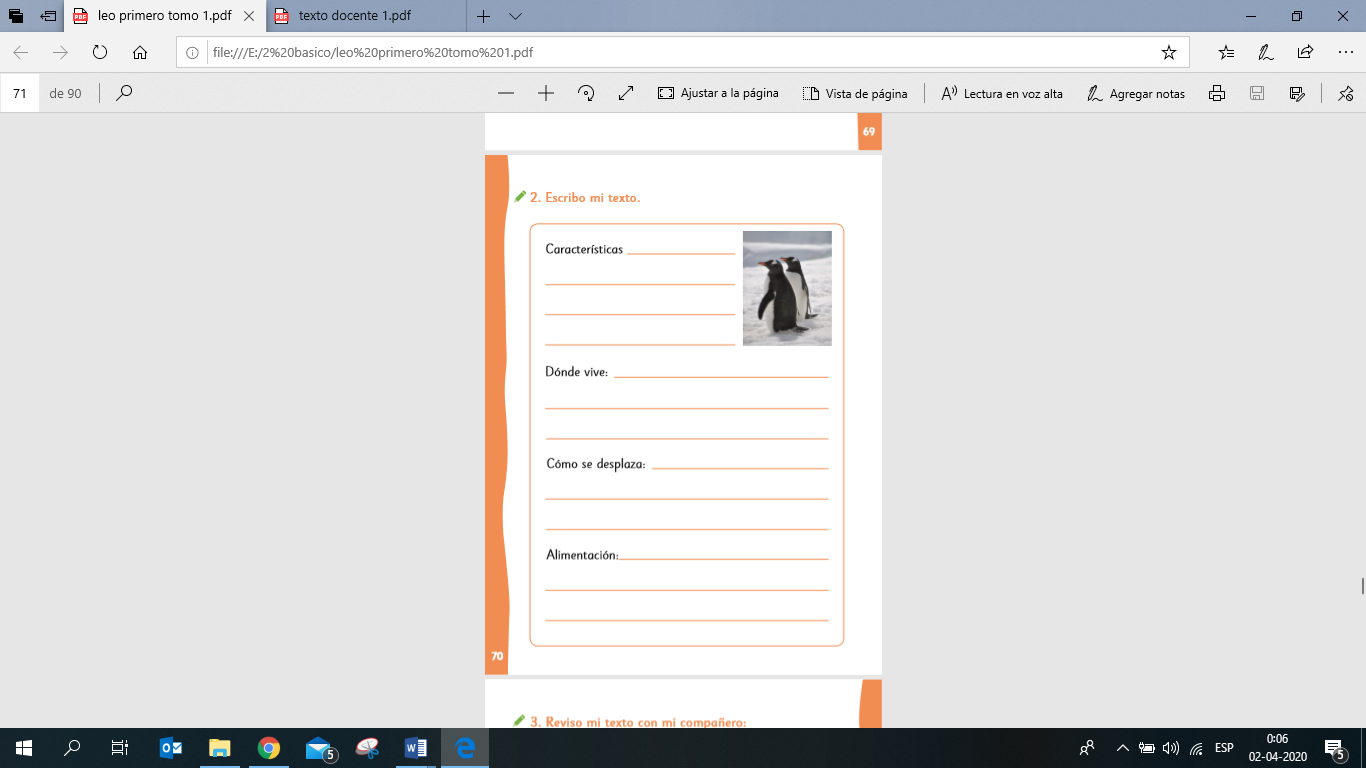 leo primero tomo 1.pdf
texto docente 1.pdf
file:///E:/2%20basico/leo%20primero%20tomo%201.pdf
71 de 90 Ajustar a la página Vista de página Lectura en voz alta Agregar notas
69
2. Escribo mi texto.
Características
Dónde vive:
Cómo se desplaza:
Alimentación:
70
3. Reviso mi texto con mi compañero:
5 ESP 0:06 5
02-04-2020